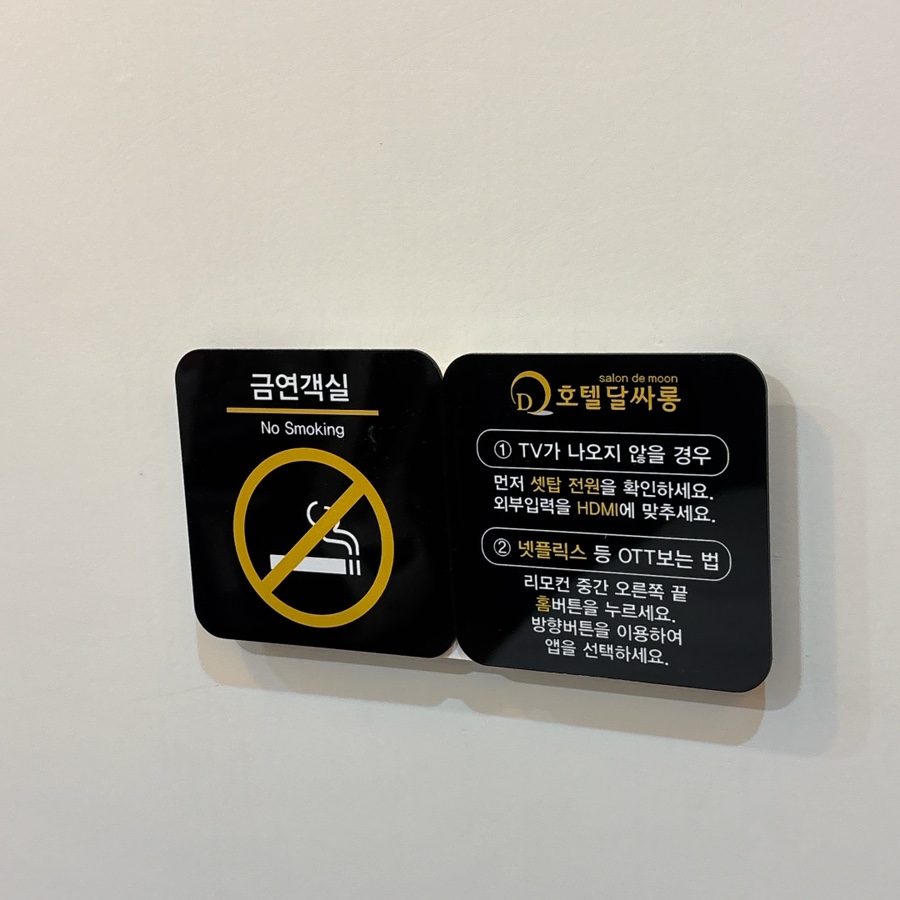 금연객실
No Smoking
salon de moon
D 호텔달싸롱
① TV가 나오지 않을 경우
먼저 셋탑 전원을 확인하세요.
외부입력을 HDMI에 맞추세요.
② 넷플릭스 등 OTT보는 법
리모컨 중간 오른쪽 끝
홈버튼을 누르세요.
방향버튼을 이용하여
앱을 선택하세요.